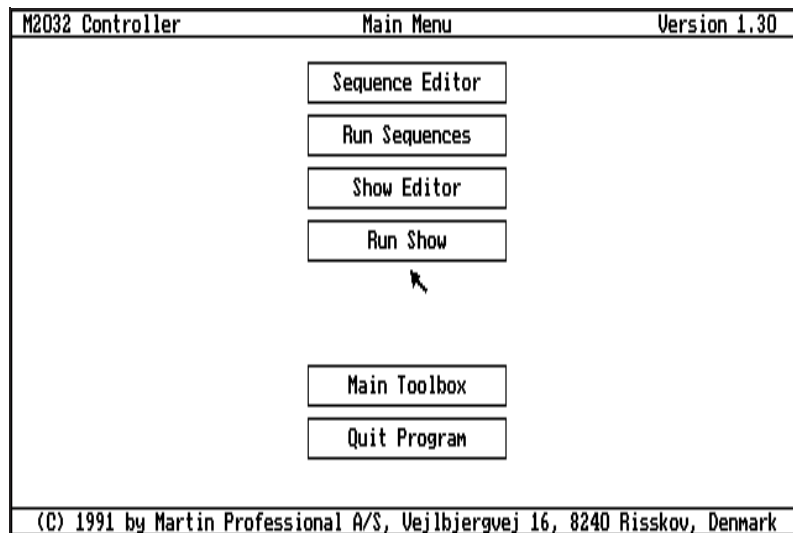 M2032 Controller Main Menu Version 1.30
Sequence Editor
Run Sequences
Show Editor
Run Show
Main Toolbox
Quit Program
(C) 1991 by Martin Professional A/S, Vejlbjergvej 16, 8240 Risskov, Denmark